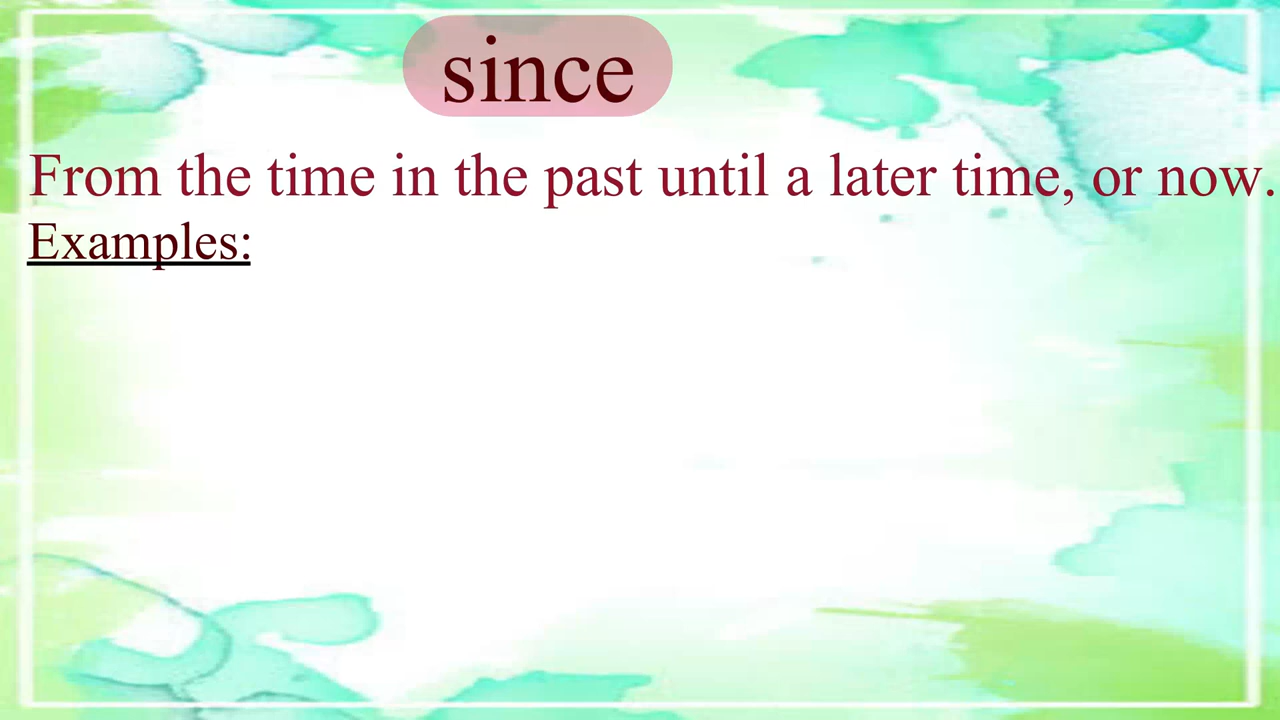 since
From the time in the past until a later time, or now.
Examples: